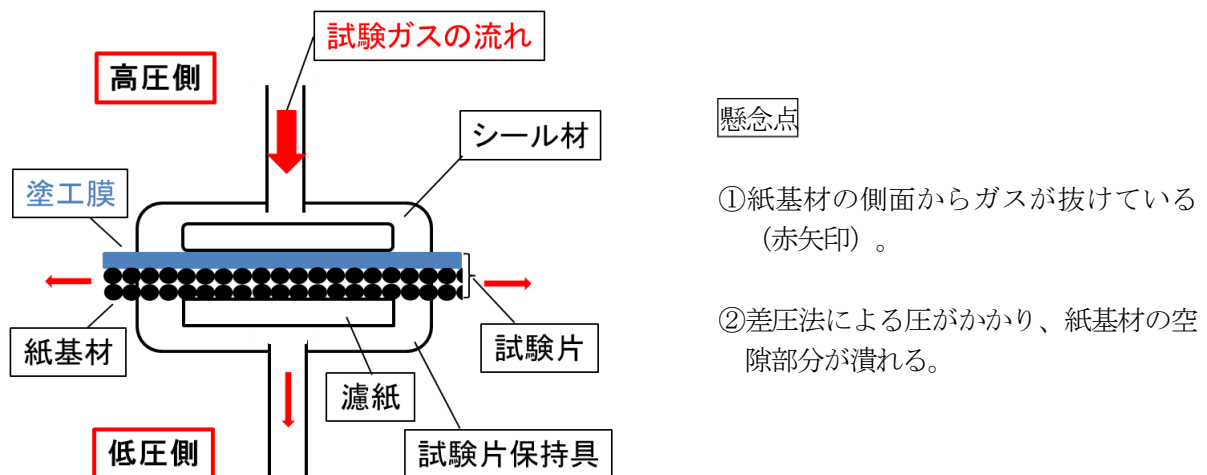 試験ガスの流れ
高圧側
シール材
塗工膜
紙基材
試験片
濾紙
低圧側
試験片保持具
懸念点
①紙基材の側面からガスが抜けている
（赤矢印）。
②差圧法による圧がかかり、紙基材の空
隙部分が潰れる。